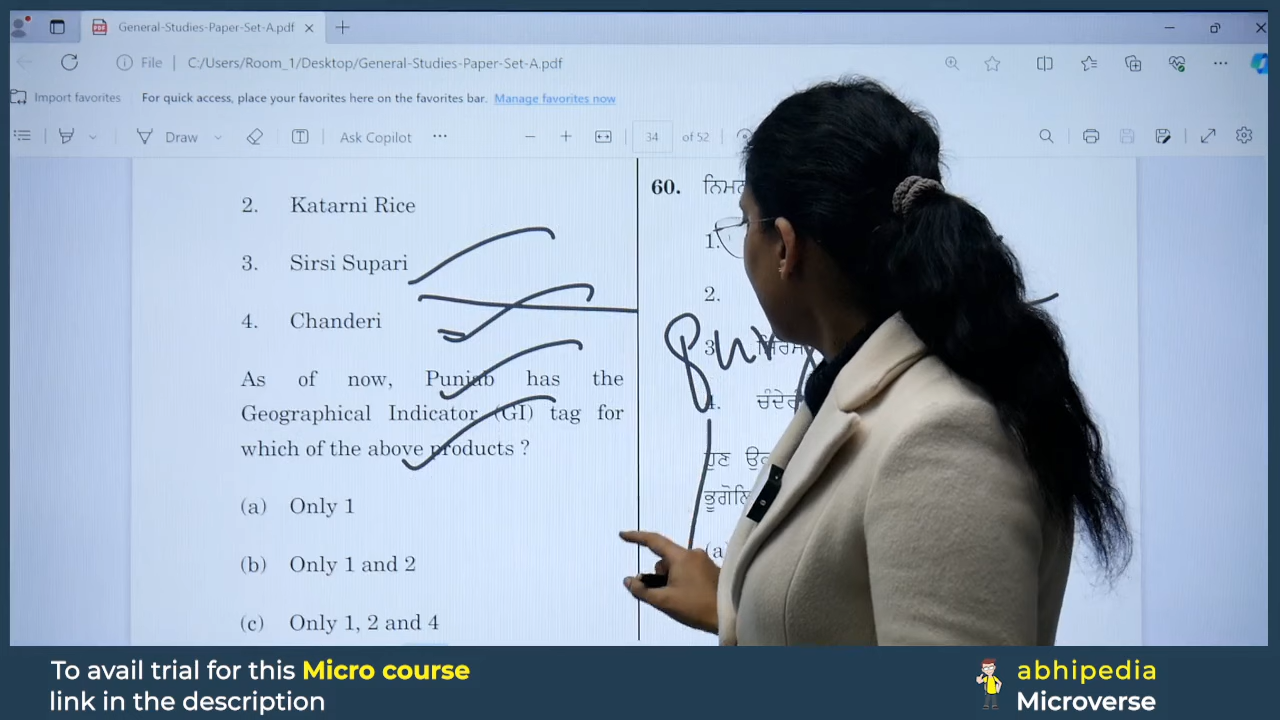 General-Studies-Paper-Set-A.pdf
File C:/Users/Room_1/Desktop/General-Studies-Paper-Set-A.pdf
Import favorites For quick access, place your favorites here on the favorites bar. Manage favorites now
Draw Ask Copilot 34 of 52
2. Katarni Rice
3. Sirsi Supari
4. Chanderi
As of now, Punjab has the
Geographical Indicator (GI) tag for
which of the above products ?
(a) Only 1
(b) Only 1 and 2
(c) Only 1, 2 and 4
60.
1.
2.
3.
4.
ਹੁਣ
(a)
To avail trial for this Micro course
link in the description
abhipedia
Microverse